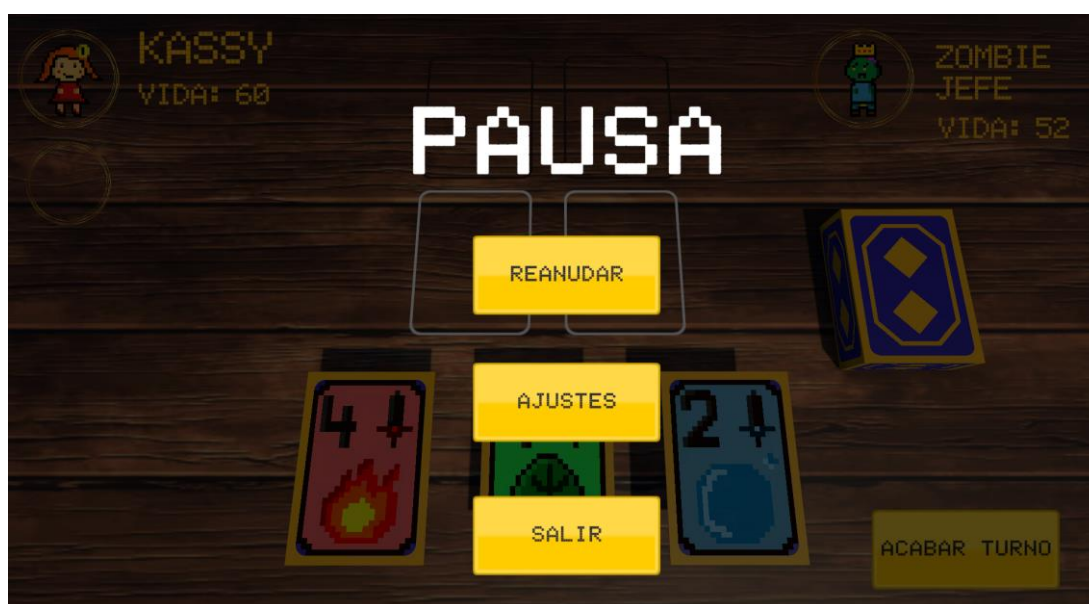 KASSY
VIDA: 60
ZOMBIE
JEFE
VIDA: 52
PAUSA
REANUDAR
AJUSTES
4
2
SALIR
ACABAR TURNO